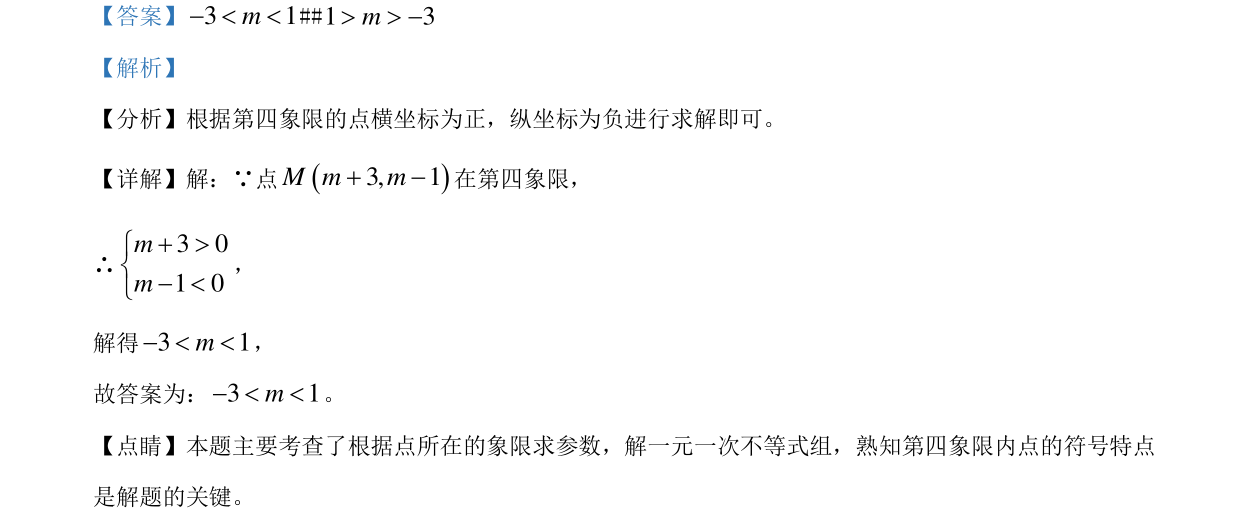 【答案】−3<m<1##1>m>−3
【解析】
【分析】根据第四象限的点横坐标为正，纵坐标为负进行求解即可。
【详解】解：∵点M(m+3,m−1)在第四象限，
∴{m+3>0
m−1<0，
解得−3<m<1，
故答案为：−3<m<1。
【点睛】本题主要考查了根据点所在的象限求参数，解一元一次不等式组，熟知第四象限内点的符号特点
是解题的关键。